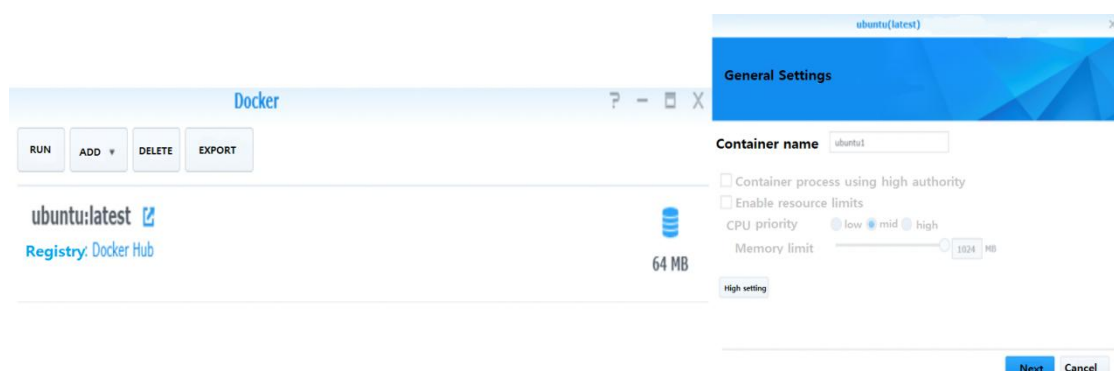 Docker
? – X
RUN ADD ▼ DELETE EXPORT
ubuntu:latest
Registry: Docker Hub
64 MB
ubuntu(latest) X
General Settings
Container name ubuntu1
Container process using high authority
Enable resource limits
CPU priority low mid high
Memory limit 1024 MB
High setting
Next Cancel